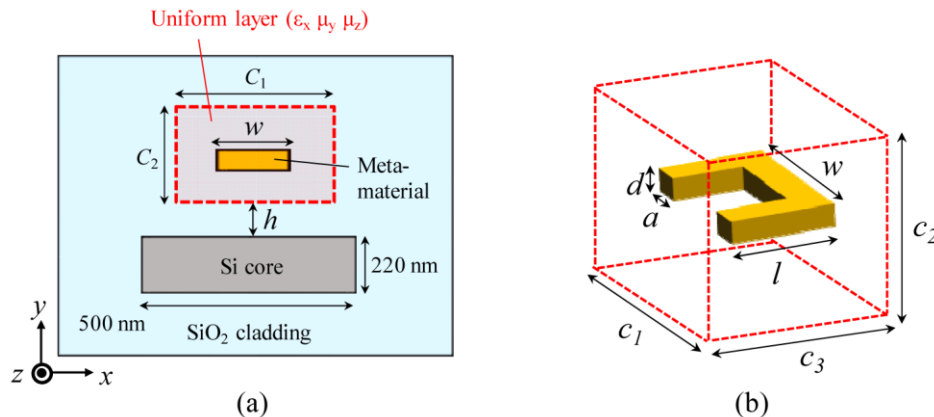 Uniform layer (εx μy μz)
C1
w
C2
Meta-
material
h
Si core
220 nm
500 nm
SiO2 cladding
y
z
x
(a)
w
d
a
l
c2
c1
c3
(b)